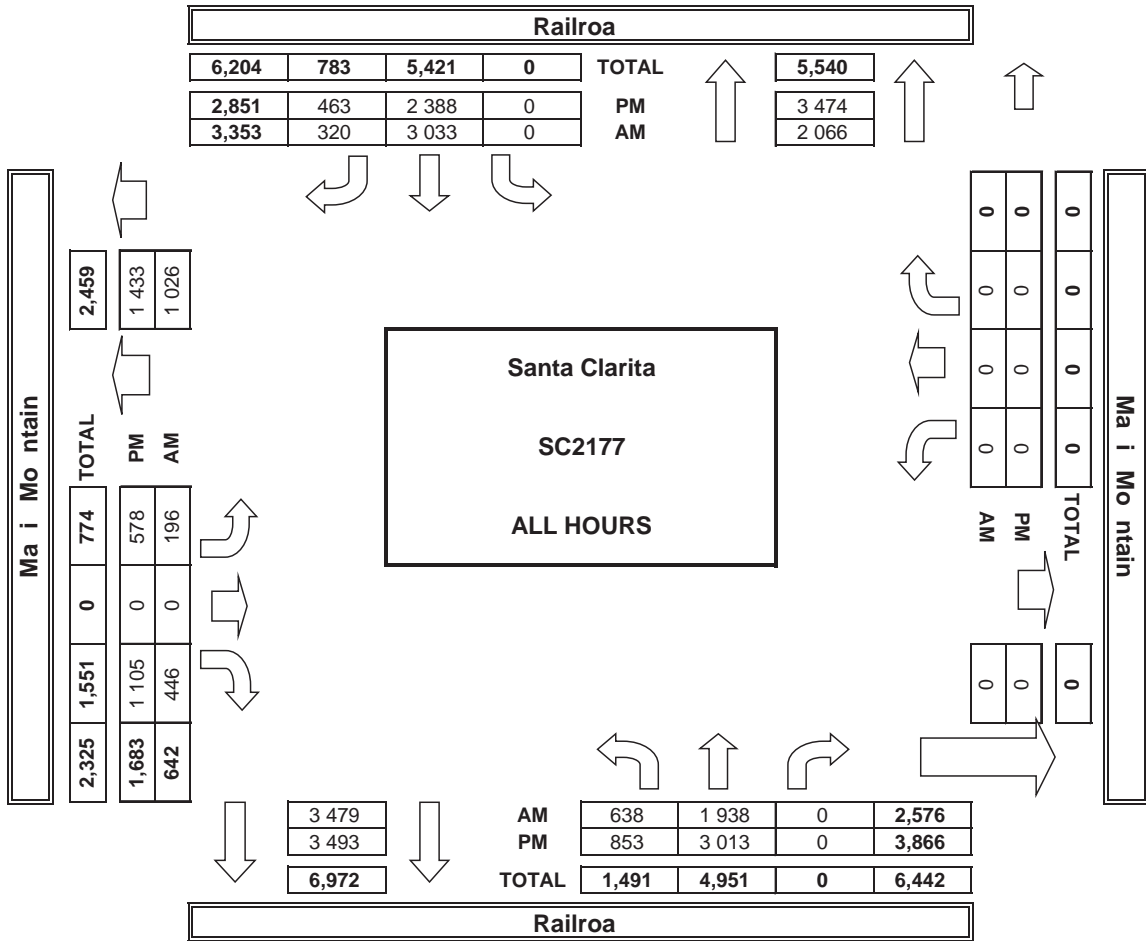 Railroa
6,204 783 5,421 0 TOTAL 5,540
2,851 463 2 388 0 PM 3 474
3,353 320 3 033 0 AM 2 066
Ma i Mo ntain
2,459
1 433
1 026
TOTAL
PM
AM
774 0 1,551 2,325
578 0 1 105 1,683
196 0 446 642
Santa Clarita
SC2177
ALL HOURS
0 0 0 0
0 0 0 0
0 0 0 0
AM
PM
TOTAL
0
0
0
Ma i Mo ntain
3 479 AM 638 1 938 0 2,576
3 493 PM 853 3 013 0 3,866
6,972 TOTAL 1,491 4,951 0 6,442
Railroa